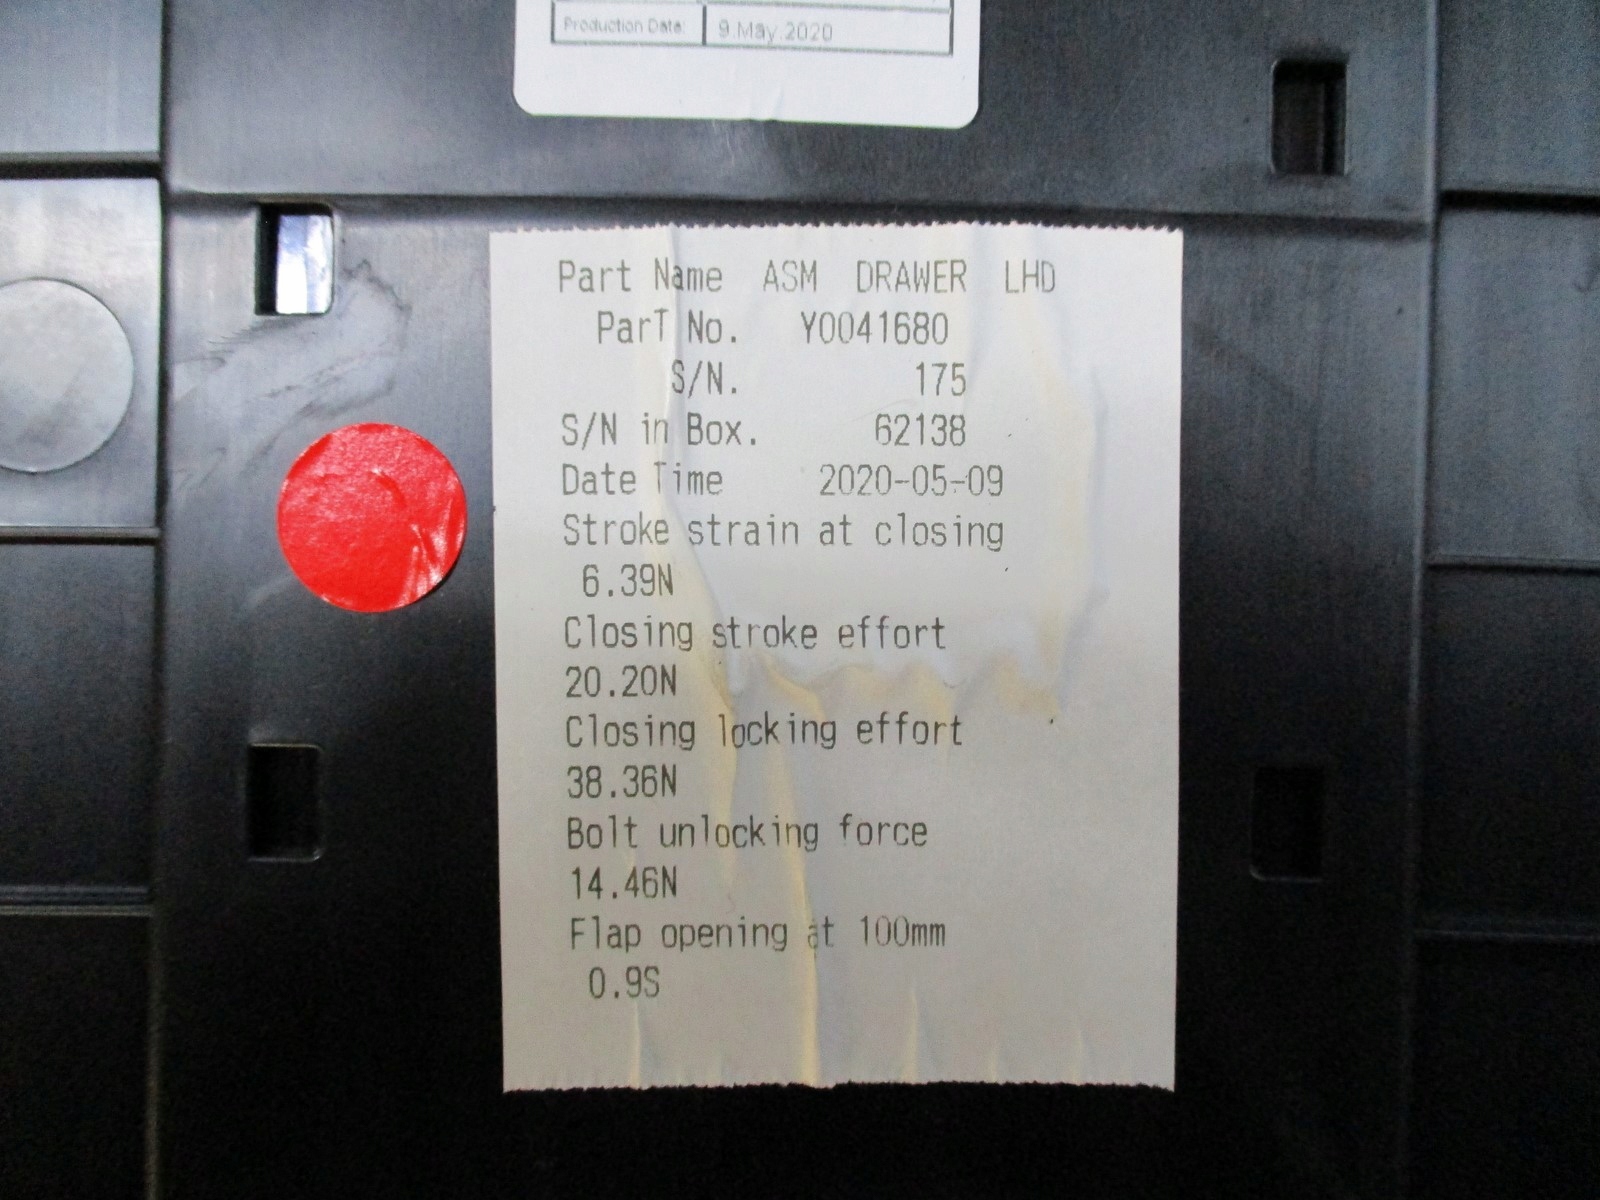 Production Date: 9.May.2020
Part Name ASM DRAWER LHD
ParT No. Y0041680
S/N. 175
S/N in Box. 62138
Date Time 2020-05-09
Stroke strain at closing
6.39N
Closing stroke effort
20.20N
Closing locking effort
38.36N
Bolt unlocking force
14.46N
Flap opening at 100mm
0.9S